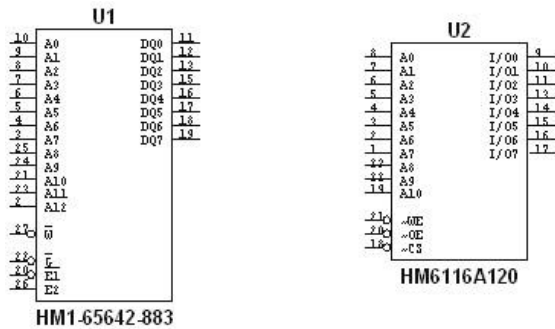 U1
10 A0 DQ0 11
9 A1 DQ1 12
8 A2 DQ2 13
7 A3 DQ3 15
6 A4 DQ4 16
5 A5 DQ5 17
4 A6 DQ6 18
3 A7 DQ7 19
25 A8
24 A9
21 A10
23 A11
2 A12
27 W
22 G
20 E1
26 E2
HM1-65642-883
U2
8 A0 I/O0 9
7 A1 I/O1 10
6 A2 I/O2 11
5 A3 I/O3 13
4 A4 I/O4 14
3 A5 I/O5 15
2 A6 I/O6 16
1 A7 I/O7 17
23 A8
22 A9
19 A10
21 ~WE
20 ~OE
18 ~CS
HM6116A120